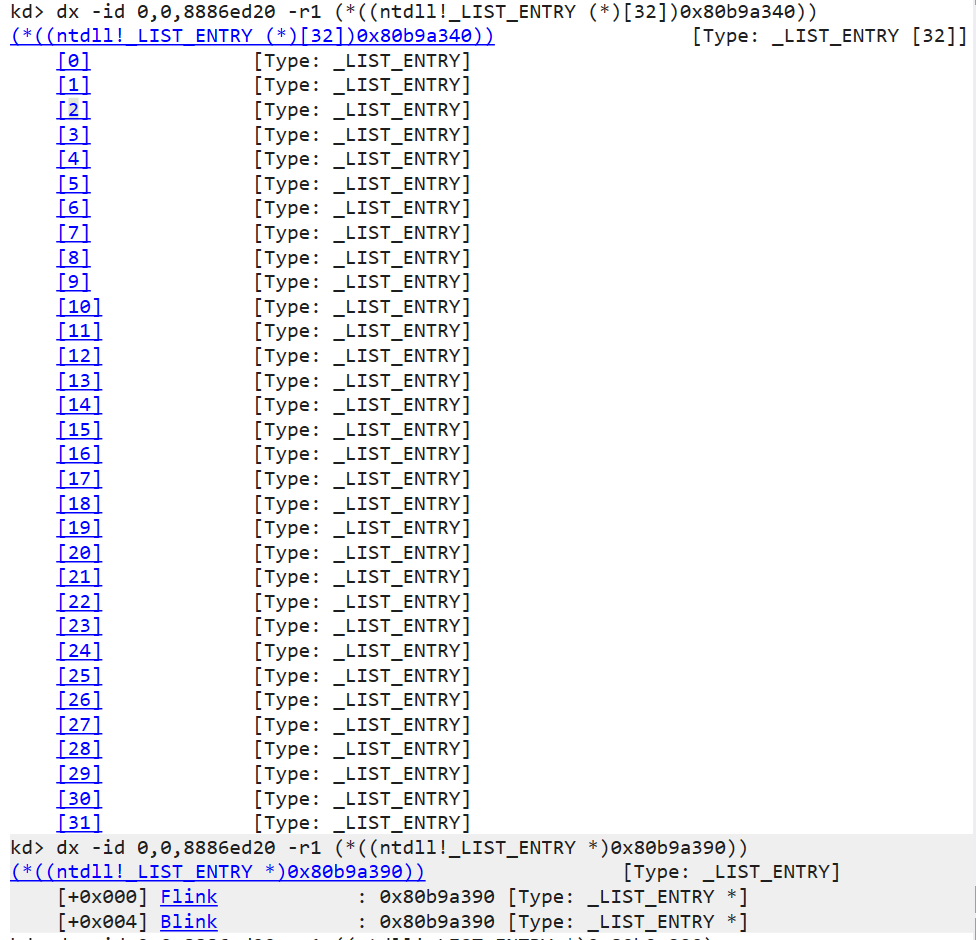 kd> dx -id 0,0,8886ed20 -r1 (*((ntdll!_LIST_ENTRY (*)[32])0x80b9a340))
(*((ntdll!_LIST_ENTRY (*)[32])0x80b9a340)) [Type: _LIST_ENTRY [32]]
[0] [Type: _LIST_ENTRY]
[1] [Type: _LIST_ENTRY]
[2] [Type: _LIST_ENTRY]
[3] [Type: _LIST_ENTRY]
[4] [Type: _LIST_ENTRY]
[5] [Type: _LIST_ENTRY]
[6] [Type: _LIST_ENTRY]
[7] [Type: _LIST_ENTRY]
[8] [Type: _LIST_ENTRY]
[9] [Type: _LIST_ENTRY]
[10] [Type: _LIST_ENTRY]
[11] [Type: _LIST_ENTRY]
[12] [Type: _LIST_ENTRY]
[13] [Type: _LIST_ENTRY]
[14] [Type: _LIST_ENTRY]
[15] [Type: _LIST_ENTRY]
[16] [Type: _LIST_ENTRY]
[17] [Type: _LIST_ENTRY]
[18] [Type: _LIST_ENTRY]
[19] [Type: _LIST_ENTRY]
[20] [Type: _LIST_ENTRY]
[21] [Type: _LIST_ENTRY]
[22] [Type: _LIST_ENTRY]
[23] [Type: _LIST_ENTRY]
[24] [Type: _LIST_ENTRY]
[25] [Type: _LIST_ENTRY]
[26] [Type: _LIST_ENTRY]
[27] [Type: _LIST_ENTRY]
[28] [Type: _LIST_ENTRY]
[29] [Type: _LIST_ENTRY]
[30] [Type: _LIST_ENTRY]
[31] [Type: _LIST_ENTRY]
kd> dx -id 0,0,8886ed20 -r1 (*((ntdll!_LIST_ENTRY *)0x80b9a390))
(*((ntdll!_LIST_ENTRY *)0x80b9a390)) [Type: _LIST_ENTRY]
[+0x000] Flink : 0x80b9a390 [Type: _LIST_ENTRY *]
[+0x004] Blink : 0x80b9a390 [Type: _LIST_ENTRY *]